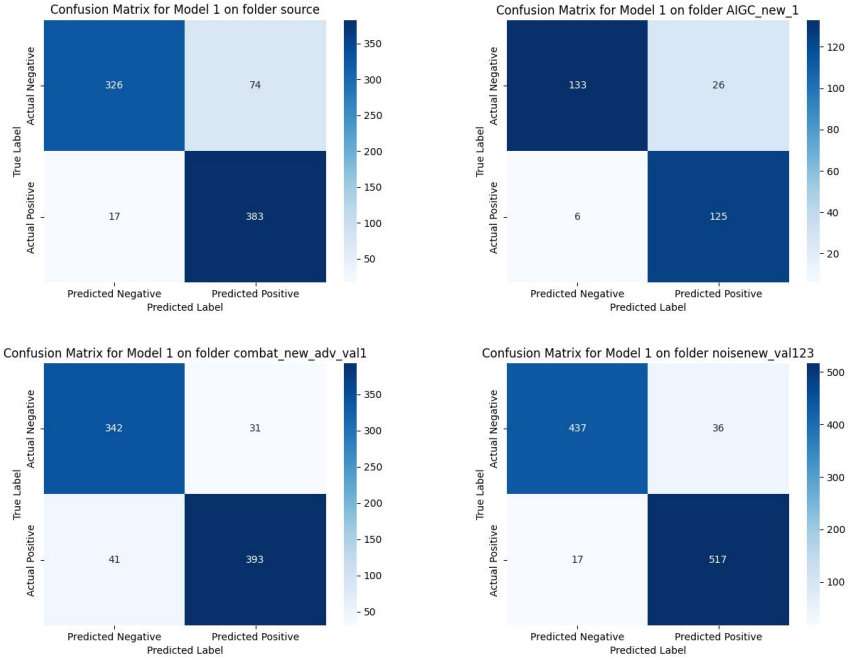 Confusion Matrix for Model 1 on folder source
Actual Negative
Actual Positive
True Label
326
74
17
383
Predicted Negative
Predicted Positive
Predicted Label
350
300
250
200
150
100
50
Confusion Matrix for Model 1 on folder AIGC_new_1
Actual Negative
Actual Positive
True Label
133
26
6
125
Predicted Negative
Predicted Positive
Predicted Label
120
100
80
60
40
20
Confusion Matrix for Model 1 on folder combat_new_adv_val1
Actual Negative
Actual Positive
True Label
342
31
41
393
Predicted Negative
Predicted Positive
Predicted Label
350
300
250
200
150
100
50
Confusion Matrix for Model 1 on folder noisenew_val123
Actual Negative
Actual Positive
True Label
437
36
17
517
Predicted Negative
Predicted Positive
Predicted Label
500
400
300
200
100